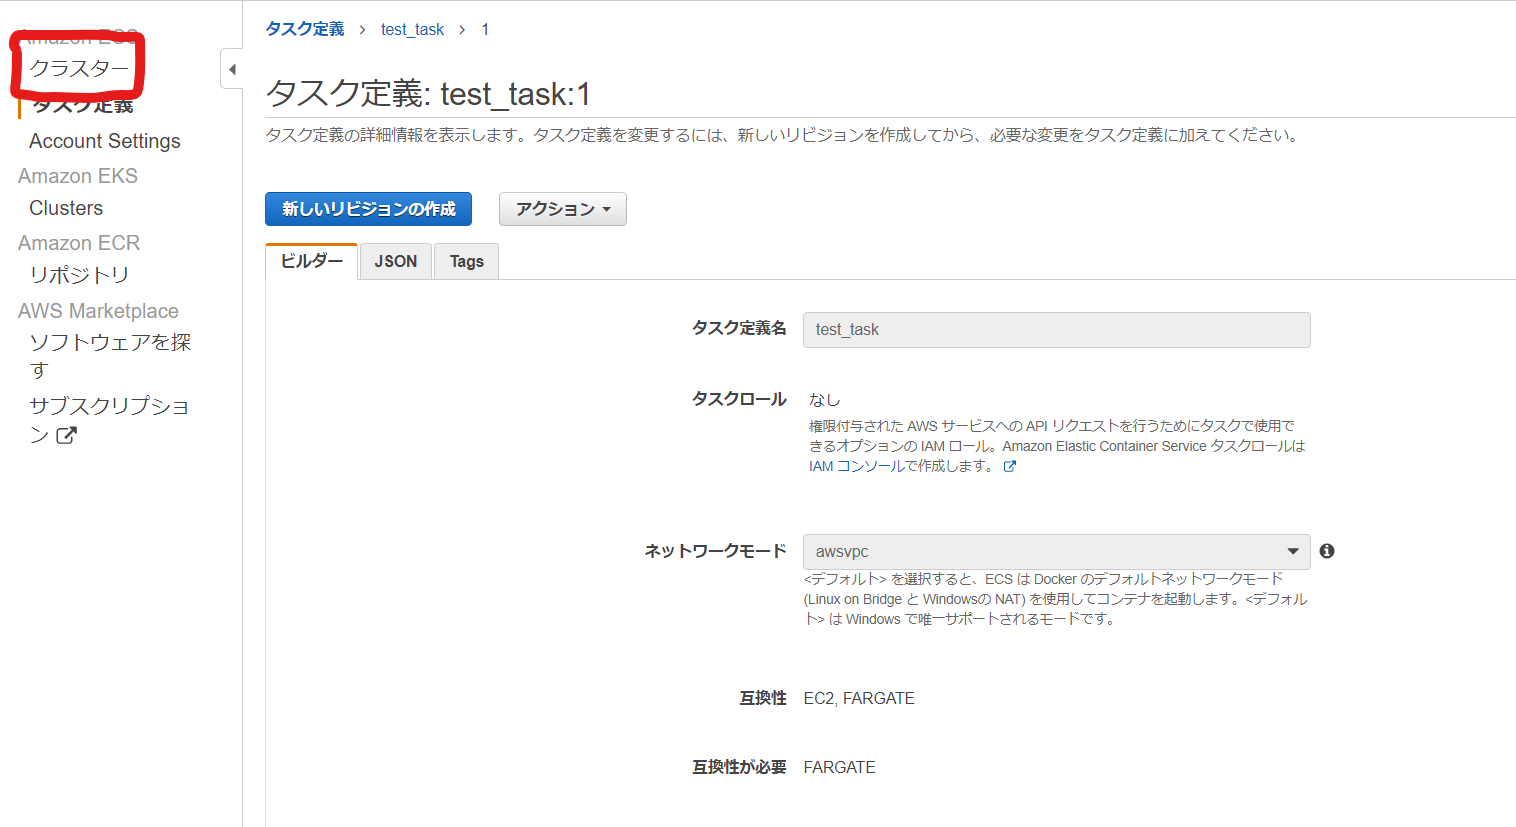 Amazon ECS
クラスター
タスク定義
Account Settings
Amazon EKS
Clusters
Amazon ECR
リポジトリ
AWS Marketplace
ソフトウェアを探
す
サブスクリプショ
ン
タスク定義 > test_task > 1
タスク定義: test_task:1
タスク定義の詳細情報を表示します。タスク定義を変更するには、新しいリビジョンを作成してから、必要な変更をタスク定義に加えてください。
新しいリビジョンの作成 アクション
ビルダー JSON Tags
タスク定義名 test_task
タスクロール なし
権限付与された AWS サービスへの API リクエストを行うためにタスクで使用で
きるオプションの IAM ロール。Amazon Elastic Container Service タスクロールは
IAM コンソールで作成します。
ネットワークモード awsvpc
<デフォルト> を選択すると、ECS は Docker のデフォルトネットワークモード
(Linux on Bridge と Windowsの NAT) を使用してコンテナを起動します。<デフォル
ト> は Windows で唯一サポートされるモードです。
互換性 EC2, FARGATE
互換性が必要 FARGATE